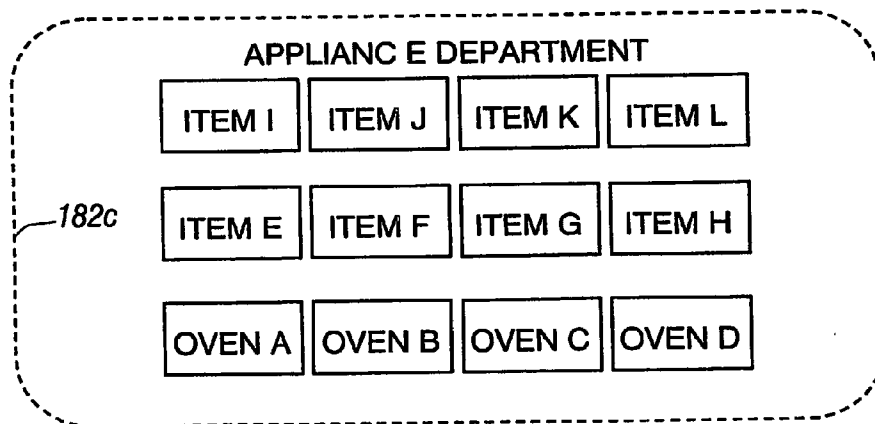 APPLIANC E DEPARTMENT
ITEM I ITEM J ITEM K ITEM L
182c
ITEM E ITEM F ITEM G ITEM H
OVEN A OVEN B OVEN C OVEN D